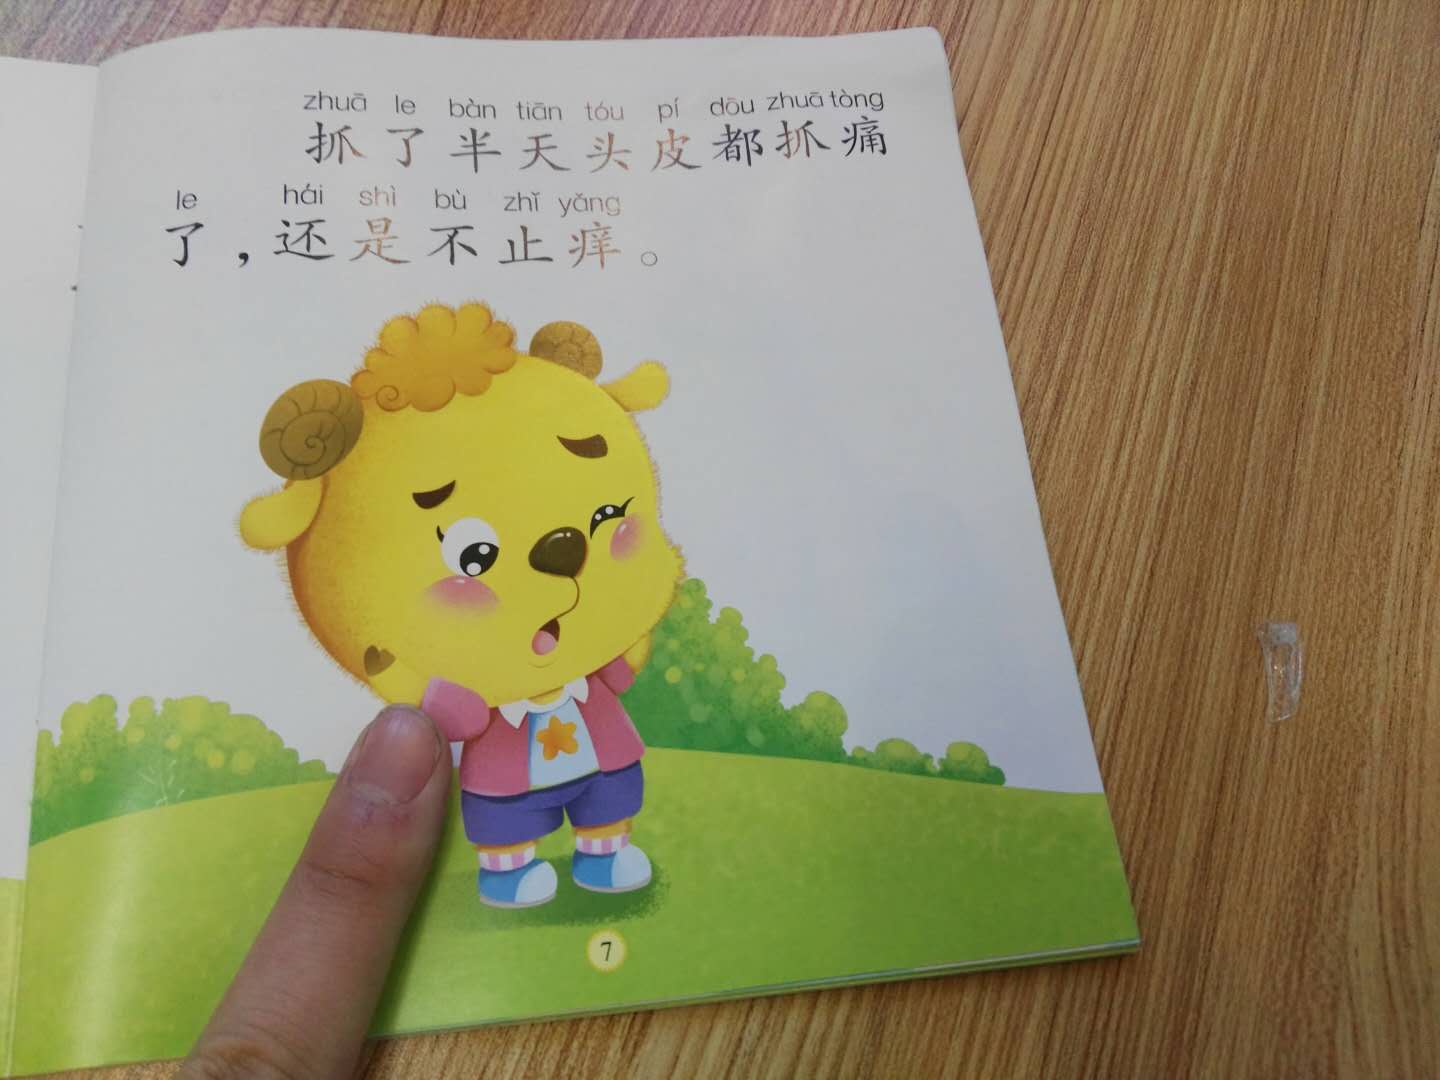 zhuā le bàn tiān tóu pí dōu zhuā tòng
抓了半天头皮都抓痛
le hái shì bù zhǐ yǎng
了，还是不止痒。
7